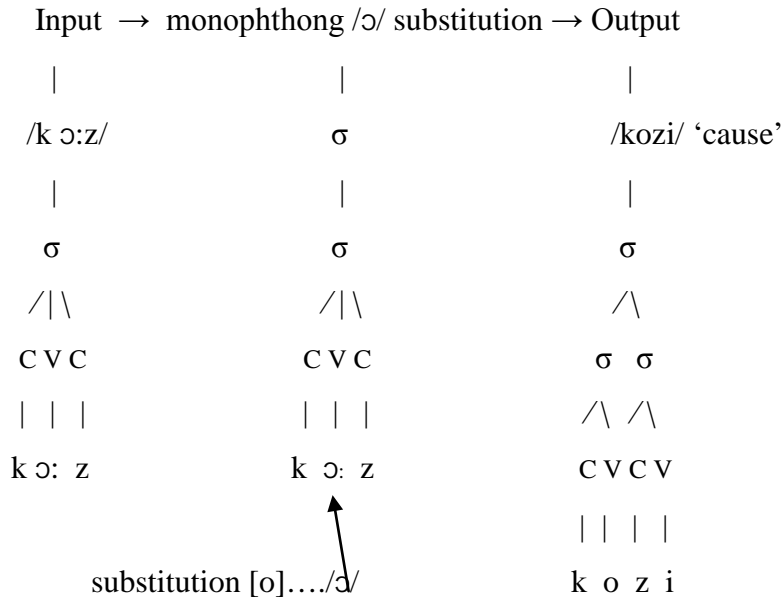 Input → monophthong /ɔ/ substitution → Output
| | |
/k ɔ:z/ σ /kozi/ ‘cause’
| | |
σ σ σ
/|\ /|\ /\
C V C C V C σ σ
| | | | | | /\ /\
k ɔ: z k ɔ: z C V C V
| | | |
substitution [o]…./ɔ/ k o z i